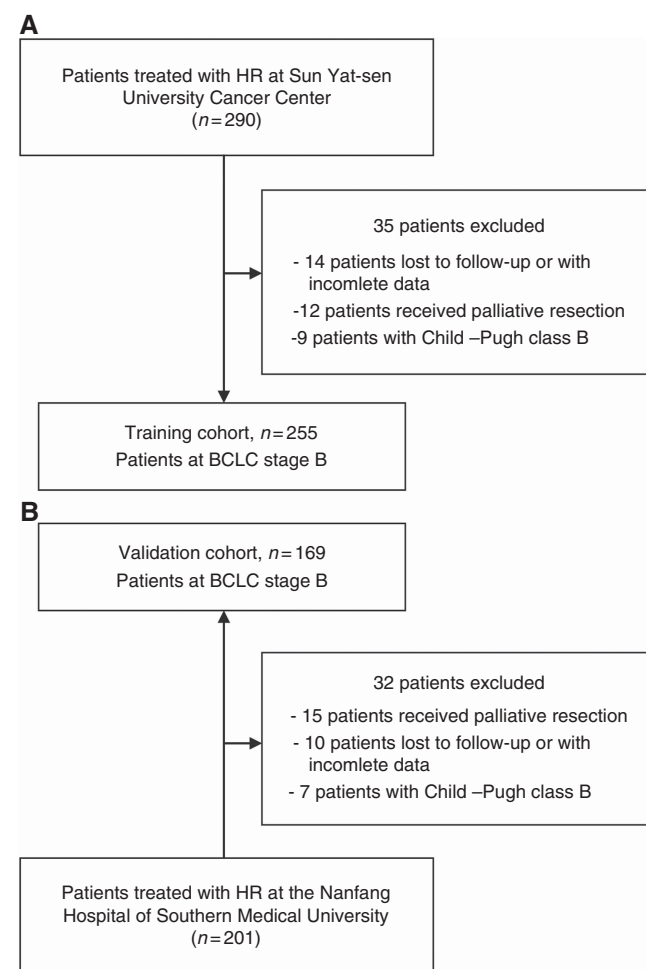 A
Patients treated with HR at Sun Yat-sen
University Cancer Center
(n=290)
35 patients excluded
- 14 patients lost to follow-up or with
incomlete data
-12 patients received palliative resection
-9 patients with Child –Pugh class B
Training cohort, n=255
Patients at BCLC stage B
B
Validation cohort, n=169
Patients at BCLC stage B
32 patients excluded
- 15 patients received palliative resection
- 10 patients lost to follow-up or with
incomlete data
- 7 patients with Child –Pugh class B
Patients treated with HR at the Nanfang
Hospital of Southern Medical University
(n=201)